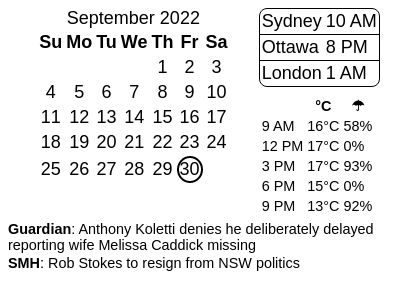 September 2022
Su Mo Tu We Th Fr Sa
1 2 3
4 5 6 7 8 9 10
11 12 13 14 15 16 17
18 19 20 21 22 23 24
25 26 27 28 29 30
Sydney 10 AM
Ottawa 8 PM
London 1 AM
°C ☂
9 AM 16°C 58%
12 PM 17°C 0%
3 PM 17°C 93%
6 PM 15°C 0%
9 PM 13°C 92%
Guardian: Anthony Koletti denies he deliberately delayed
reporting wife Melissa Caddick missing
SMH: Rob Stokes to resign from NSW politics